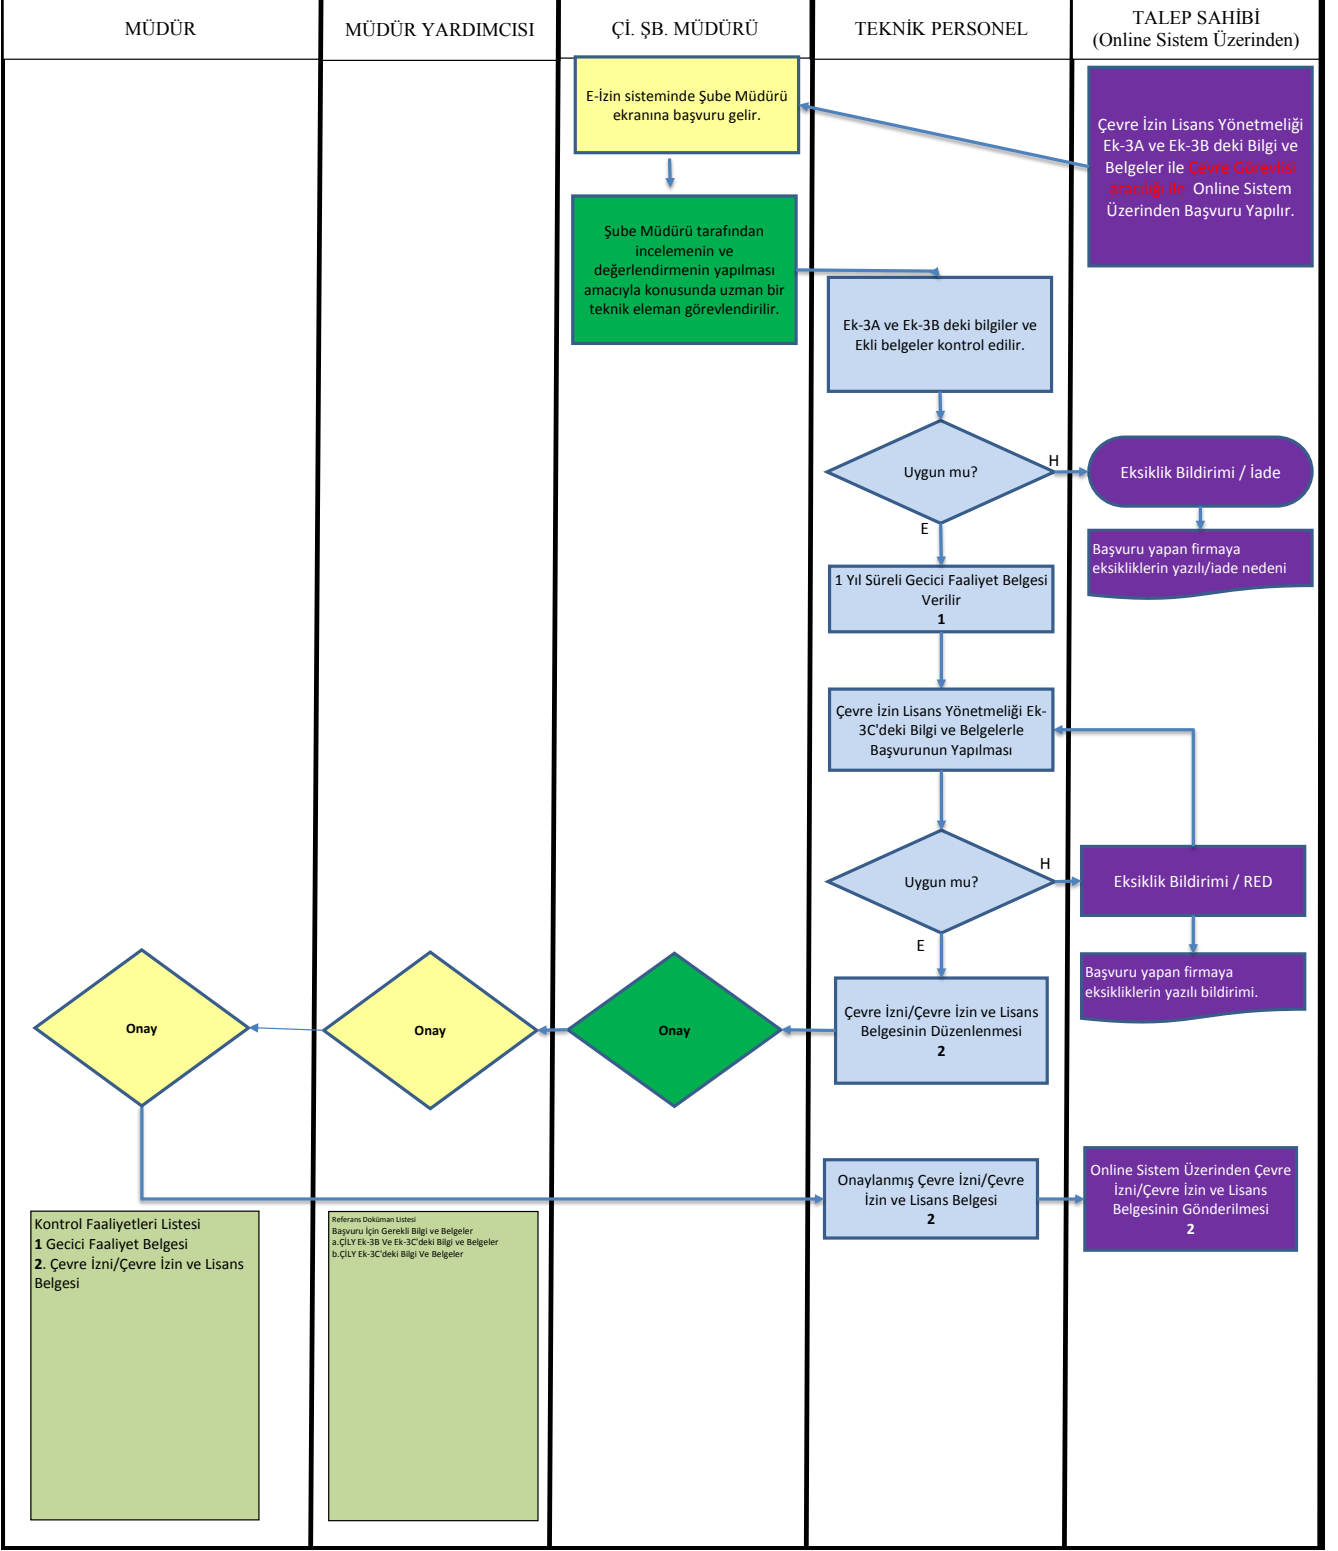 MÜDÜR
MÜDÜR YARDIMCISI
Çİ. ŞB. MÜDÜRÜ
TEKNİK PERSONEL
TALEP SAHİBİ
(Online Sistem Üzerinden)
E-İzin sisteminde Şube Müdürü
ekranına başvuru gelir.
Çevre İzin Lisans Yönetmeliği
Ek-3A ve Ek-3B deki Bilgi ve
Belgeler ile Çevre Görevlisi
aracılığı ile Online Sistem
Üzerinden Başvuru Yapılır.
Şube Müdürü tarafından
incelemenin ve
değerlendirmenin yapılması
amacıyla konusunda uzman bir
teknik eleman görevlendirilir.
Ek-3A ve Ek-3B deki bilgiler ve
Ekli belgeler kontrol edilir.
Uygun mu?
H
Eksiklik Bildirimi / İade
E
Başvuru yapan firmaya
eksikliklerin yazılı/iade nedeni
1 Yıl Süreli Gecici Faaliyet Belgesi
Verilir
1
Çevre İzin Lisans Yönetmeliği Ek-
3C'deki Bilgi ve Belgelerle
Başvurunun Yapılması
Uygun mu?
H
Eksiklik Bildirimi / RED
E
Başvuru yapan firmaya
eksikliklerin yazılı bildirimi.
Onay
Onay
Onay
Çevre İzni/Çevre İzin ve Lisans
Belgesinin Düzenlenmesi
2
Onaylanmış Çevre İzni/Çevre
İzin ve Lisans Belgesi
2
Online Sistem Üzerinden Çevre
İzni/Çevre İzin ve Lisans
Belgesinin Gönderilmesi
2
Kontrol Faaliyetleri Listesi
1 Gecici Faaliyet Belgesi
2. Çevre İzni/Çevre İzin ve Lisans
Belgesi
Referans Doküman Listesi
Başvuru İçin Gerekli Bilgi ve Belgeler
a.ÇİLY Ek-3B Ve Ek-3C'deki Bilgi ve Belgeler
b.ÇİLY Ek-3C'deki Bilgi Ve Belgeler